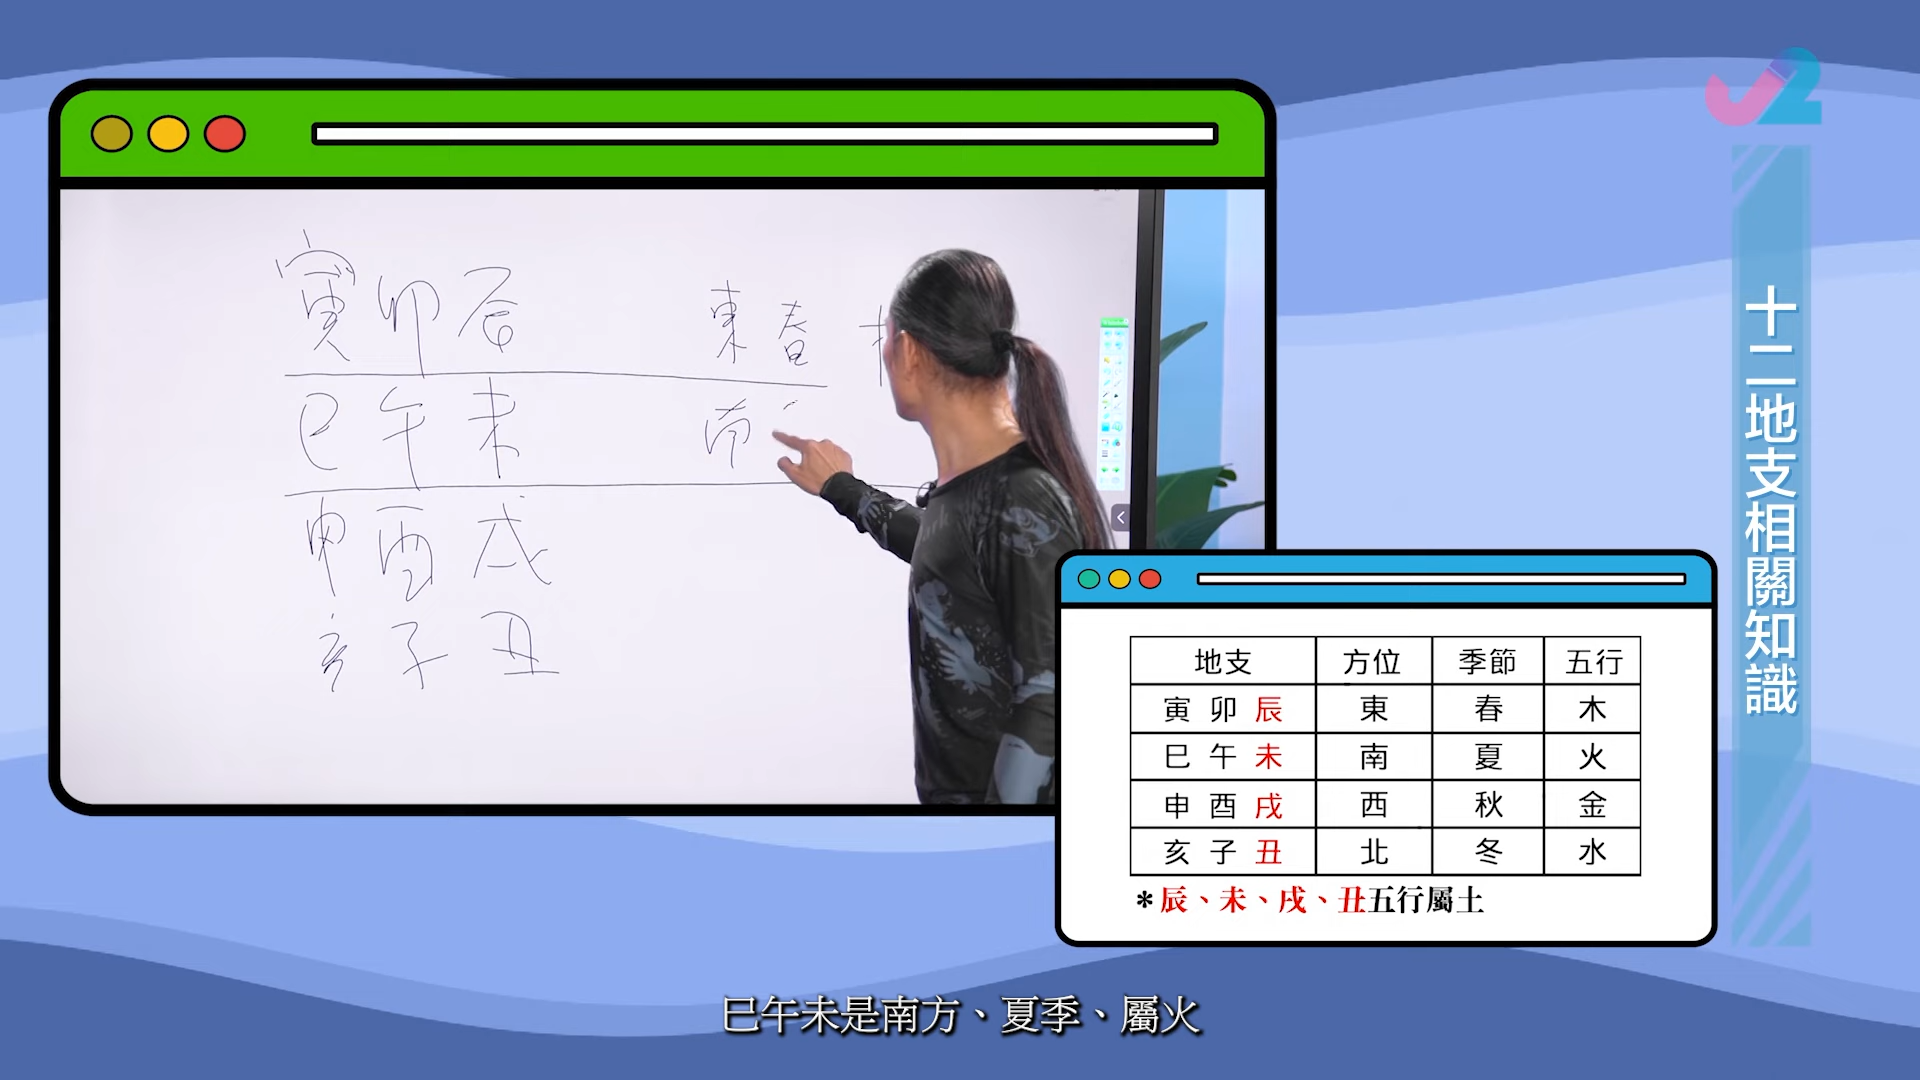 寅卯辰 東春
巳午未 南
申酉戌
亥子丑
J2
十二地支相關知識
地支 方位 季節 五行
寅 卯 辰 東 春 木
巳 午 未 南 夏 火
申 酉 戌 西 秋 金
亥 子 丑 北 冬 水
*辰、未、戌、丑五行屬土
巳午未是南方、夏季、屬火